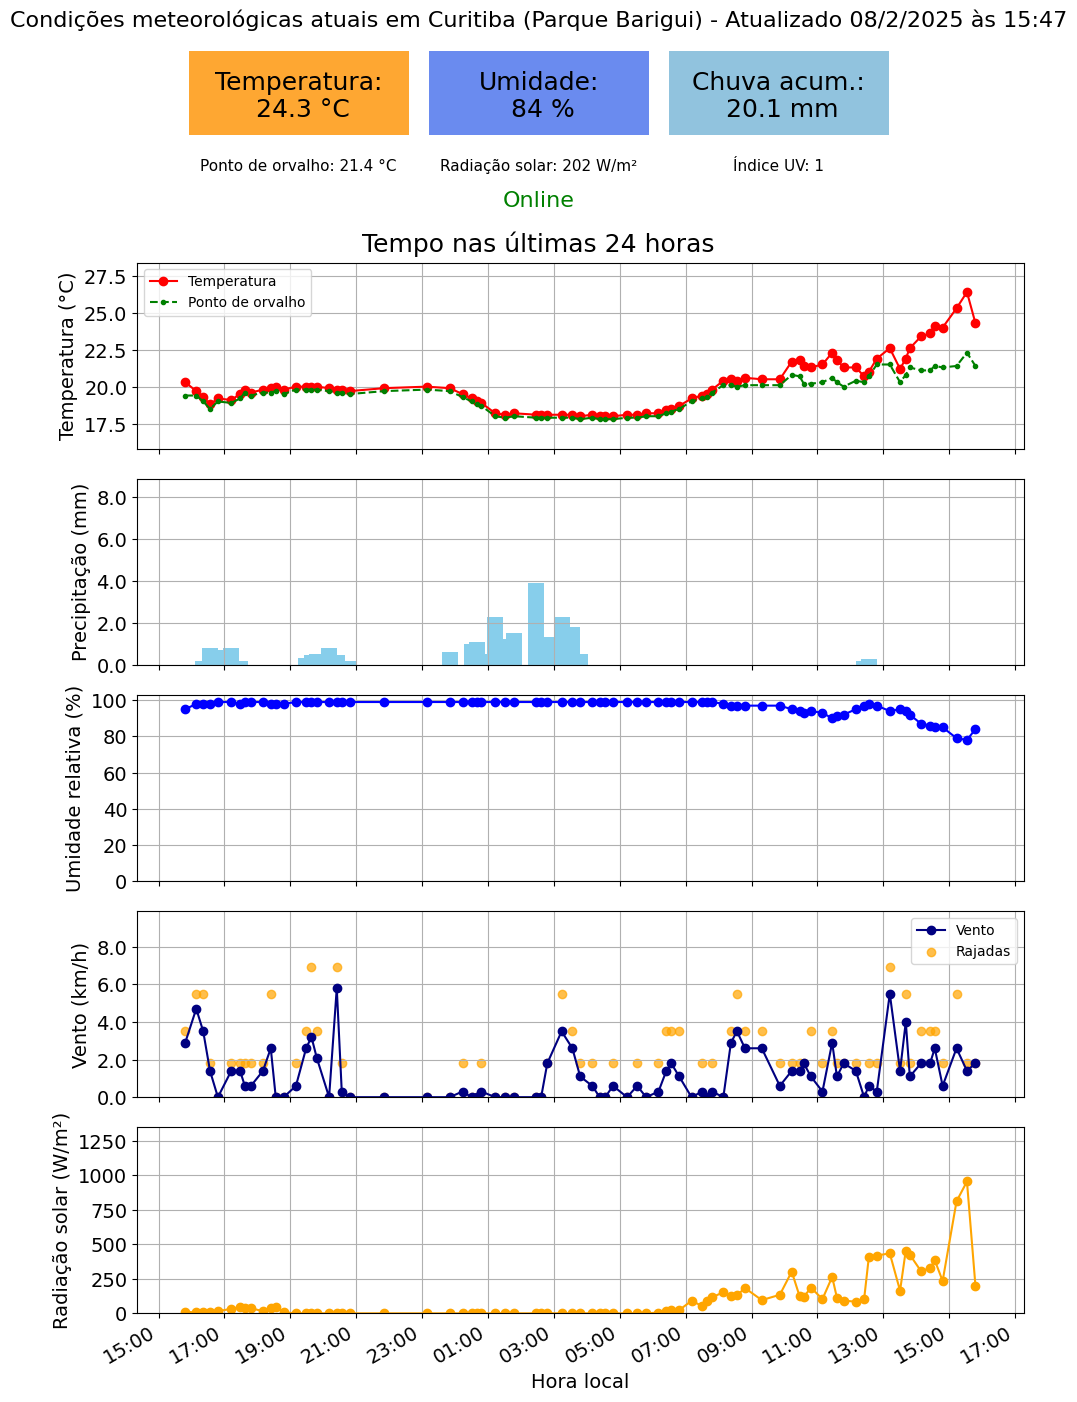 Condições meteorológicas atuais em Curitiba (Parque Barigui) - Atualizado 08/2/2025 às 15:47
Temperatura:
24.3 °C
Umidade:
84 %
Chuva acum.:
20.1 mm
Ponto de orvalho: 21.4 °C
Radiação solar: 202 W/m²
Índice UV: 1
Online
Tempo nas últimas 24 horas
Temperatura (°C)
27.5
25.0
22.5
20.0
17.5
Temperatura
Ponto de orvalho
Precipitação (mm)
8.0
6.0
4.0
2.0
0.0
Umidade relativa (%)
100
80
60
40
20
0
Vento (km/h)
8.0
6.0
4.0
2.0
0.0
Vento
Rajadas
Radiação solar (W/m²)
1250
1000
750
500
250
0
15:00
17:00
19:00
21:00
23:00
01:00
03:00
05:00
07:00
09:00
11:00
13:00
15:00
17:00
Hora local